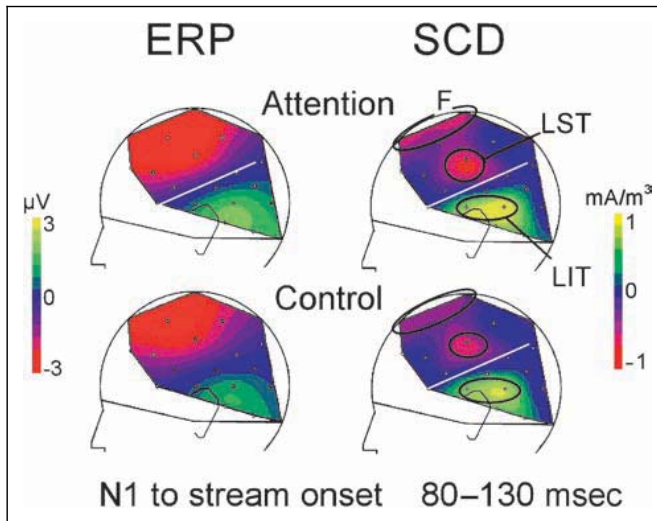 ERP SCD
Attention F LST
µV mA/m³
3 1
0 0
-3 -1
LIT
Control
N1 to stream onset 80–130 msec